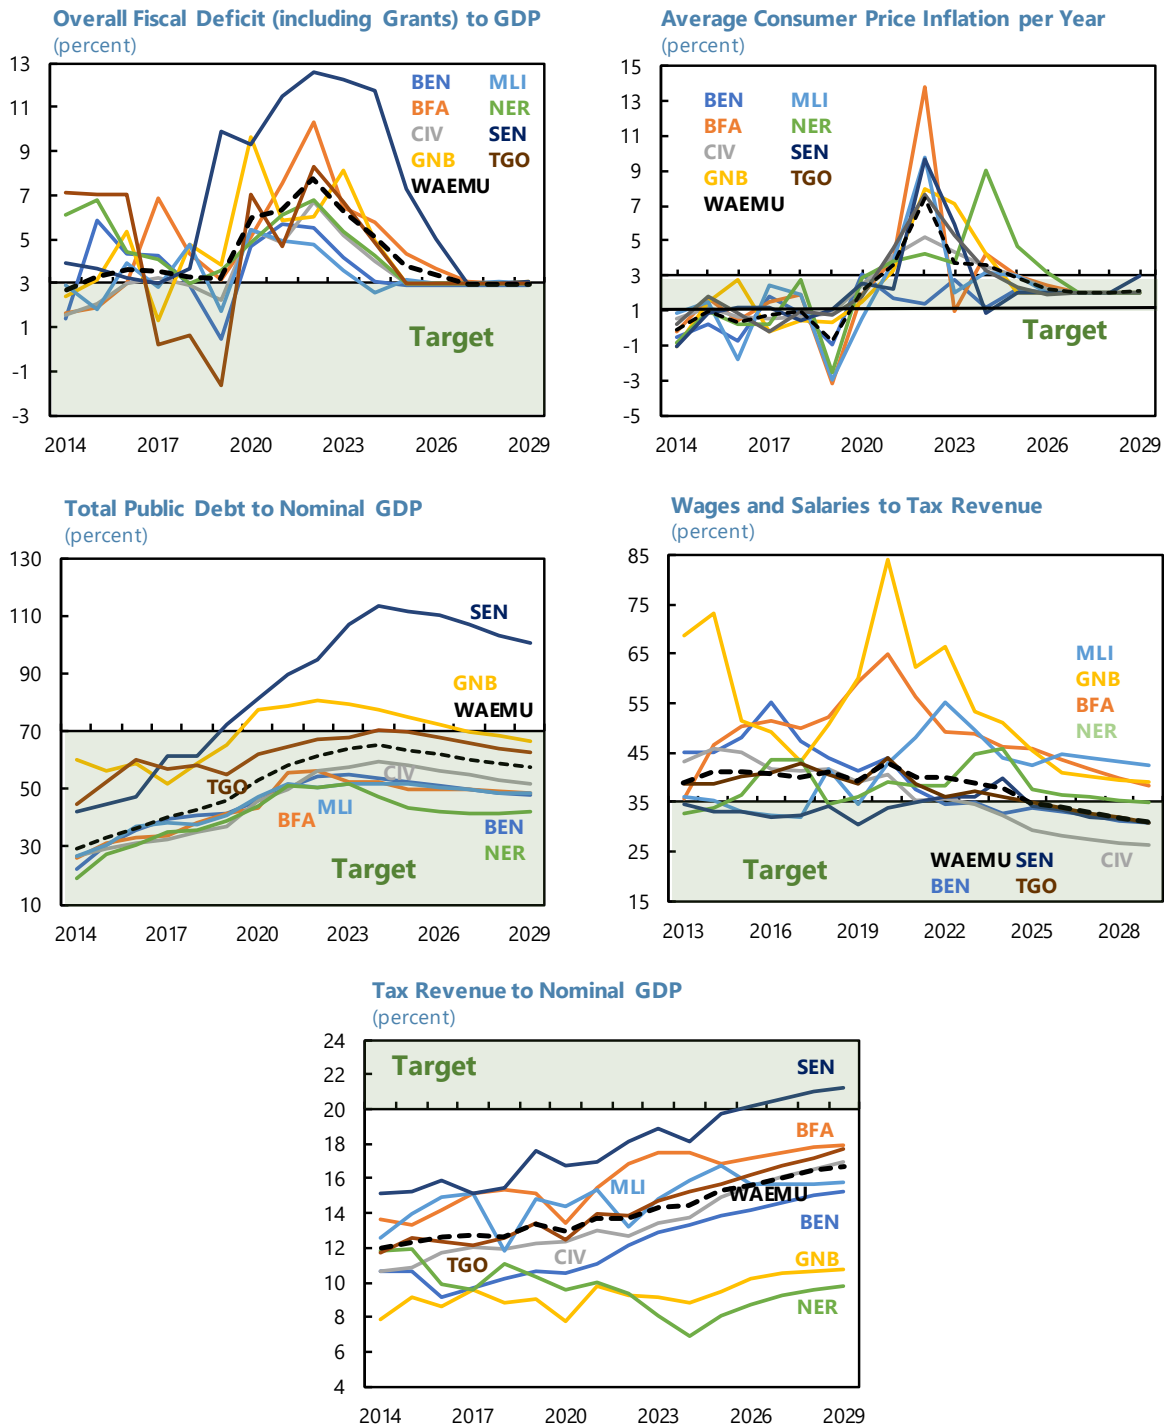 Overall Fiscal Deficit (including Grants) to GDP
(percent)
13
11
9
7
5
3
1
-1
-3
BEN MLI
BFA NER
CIV SEN
GNB TGO
WAEMU
Target
2014 2017 2020 2023 2026 2029
Average Consumer Price Inflation per Year
(percent)
15
13
11
9
7
5
3
1
-1
-3
-5
BEN MLI
BFA NER
CIV SEN
GNB TGO
WAEMU
Target
2014 2017 2020 2023 2026 2029
Total Public Debt to Nominal GDP
(percent)
130
110
90
70
50
30
10
SEN
GNB
WAEMU
TGO
CIV
MLI
BFA
BEN
NER
Target
2014 2017 2020 2023 2026 2029
Wages and Salaries to Tax Revenue
(percent)
85
75
65
55
45
35
25
15
MLI
GNB
BFA
NER
WAEMU SEN CIV
BEN TGO
Target
2013 2016 2019 2022 2025 2028
Tax Revenue to Nominal GDP
(percent)
24
22
20
18
16
14
12
10
8
6
4
Target
SEN
BFA
MLI
WAEMU
BEN
CIV
TGO
GNB
NER
2014 2017 2020 2023 2026 2029